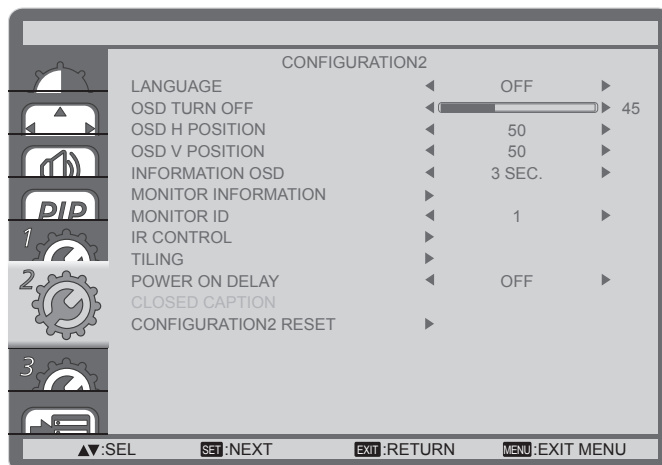 CONFIGURATION2
LANGUAGE OFF
OSD TURN OFF 45
OSD H POSITION 50
OSD V POSITION 50
INFORMATION OSD 3 SEC.
MONITOR INFORMATION
MONITOR ID 1
IR CONTROL
TILING
POWER ON DELAY OFF
CLOSED CAPTION
CONFIGURATION2 RESET
PIP
1
2
3
:SEL SET:NEXT EXIT:RETURN MENU:EXIT MENU